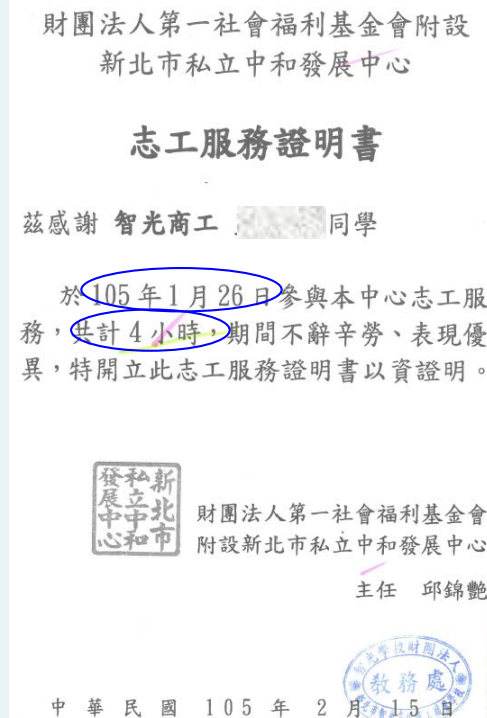 財團法人第一社會福利基金會附設
新北市私立中和發展中心
志工服務證明書
茲感謝 智光商工 同學
於105年1月26日參與本中心志工服
務，共計4小時，期間不辭辛勞、表現優
異，特開立此志工服務證明書以資證明。
新北市私立中和發展中心
財團法人第一社會福利基金會
附設新北市私立中和發展中心
主任 邱錦艷
教務處
中華民國 105 年 2 月 15 日